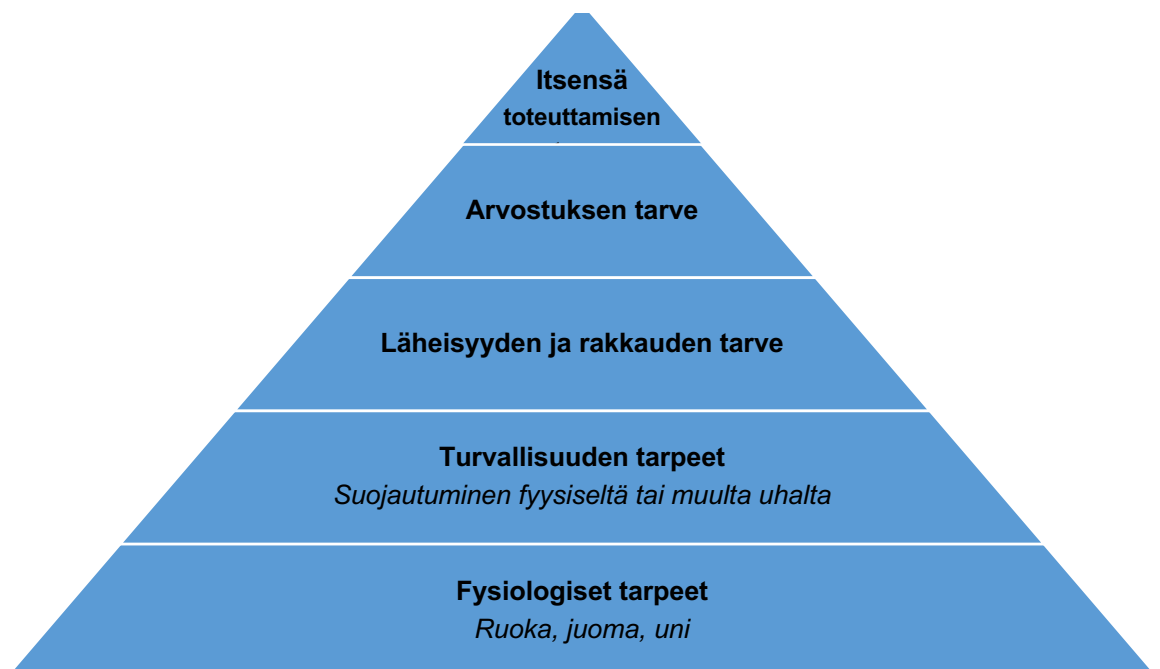 Itsensä
toteuttamisen
Arvostuksen tarve
Läheisyyden ja rakkauden tarve
Turvallisuuden tarpeet
Suojautuminen fyysiseltä tai muulta uhalta
Fysiologiset tarpeet
Ruoka, juoma, uni